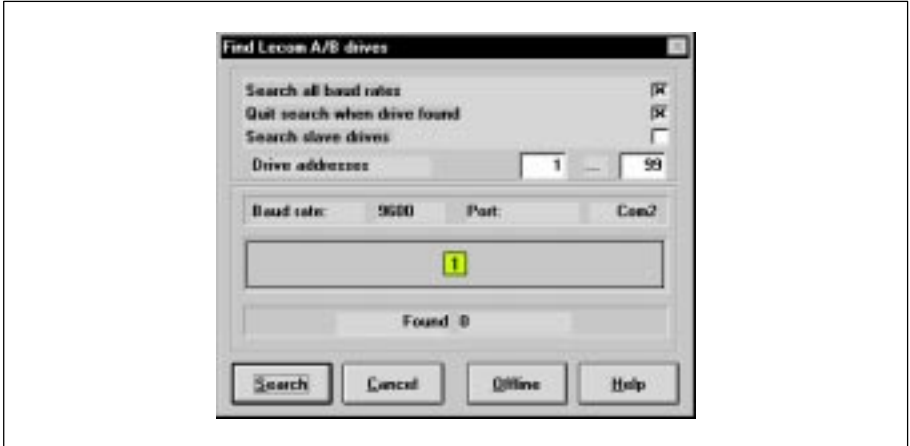 Find Lecom A/B drives
Search all baud rates
Quit search when drive found
Search slave drives
Drive addresses 1 ... 99
Baud rate: 9600 Port: Com2
1
Found 0
Search Cancel Offline Help